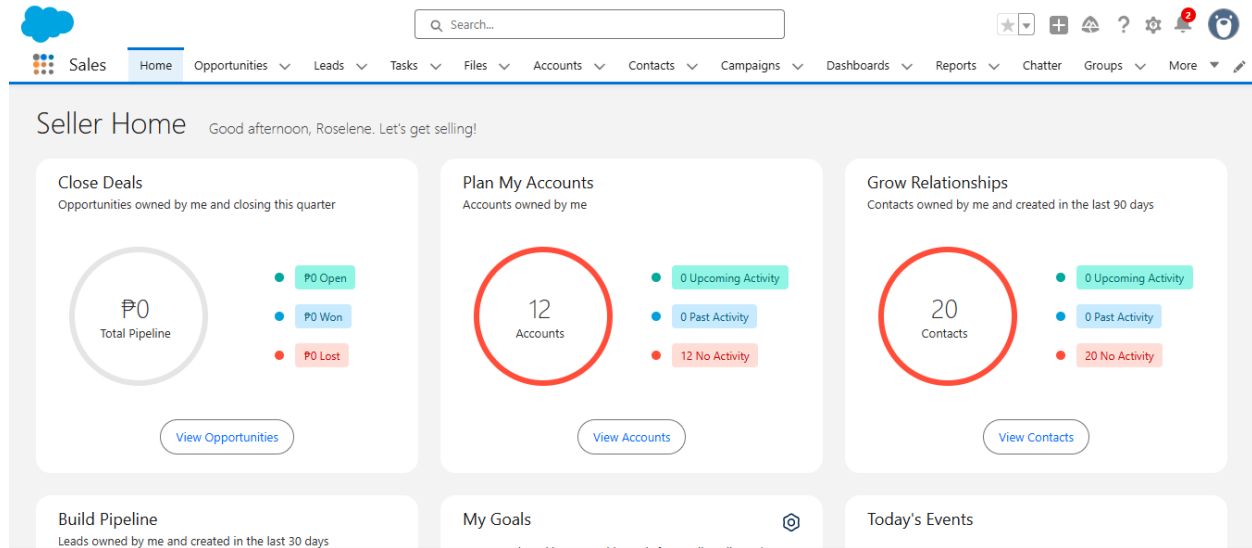 Search...
2
Sales Home Opportunities Leads Tasks Files Accounts Contacts Campaigns Dashboards Reports Chatter Groups More
Seller Home Good afternoon, Roselene. Let's get selling!
Close Deals
Opportunities owned by me and closing this quarter
₱0
Total Pipeline
₱0 Open
₱0 Won
₱0 Lost
View Opportunities
Plan My Accounts
Accounts owned by me
12
Accounts
0 Upcoming Activity
0 Past Activity
12 No Activity
View Accounts
Grow Relationships
Contacts owned by me and created in the last 90 days
20
Contacts
0 Upcoming Activity
0 Past Activity
20 No Activity
View Contacts
Build Pipeline
Leads owned by me and created in the last 30 days
My Goals
Today's Events